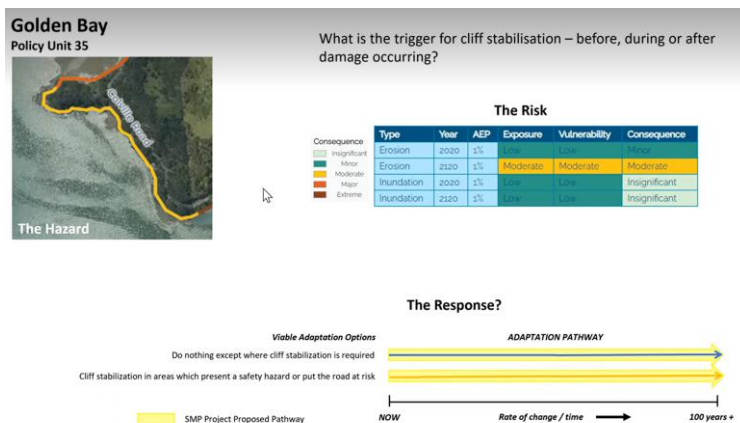 Golden Bay
Policy Unit 35
What is the trigger for cliff stabilisation – before, during or after
damage occurring?
Colville Road
The Hazard
The Risk
Consequence
Insignificant
Minor
Moderate
Major
Extreme
Type Year AEP Exposure Vulnerability Consequence
Erosion 2020 1% Low Low Minor
Erosion 2120 1% Moderate Moderate Moderate
Inundation 2020 1% Low Low Insignificant
Inundation 2120 1% Low Low Insignificant
The Response?
Viable Adaptation Options ADAPTATION PATHWAY
Do nothing except where cliff stabilization is required
Cliff stabilization in areas which present a safety hazard or put the road at risk
SMP Project Proposed Pathway
NOW Rate of change / time 100 years +